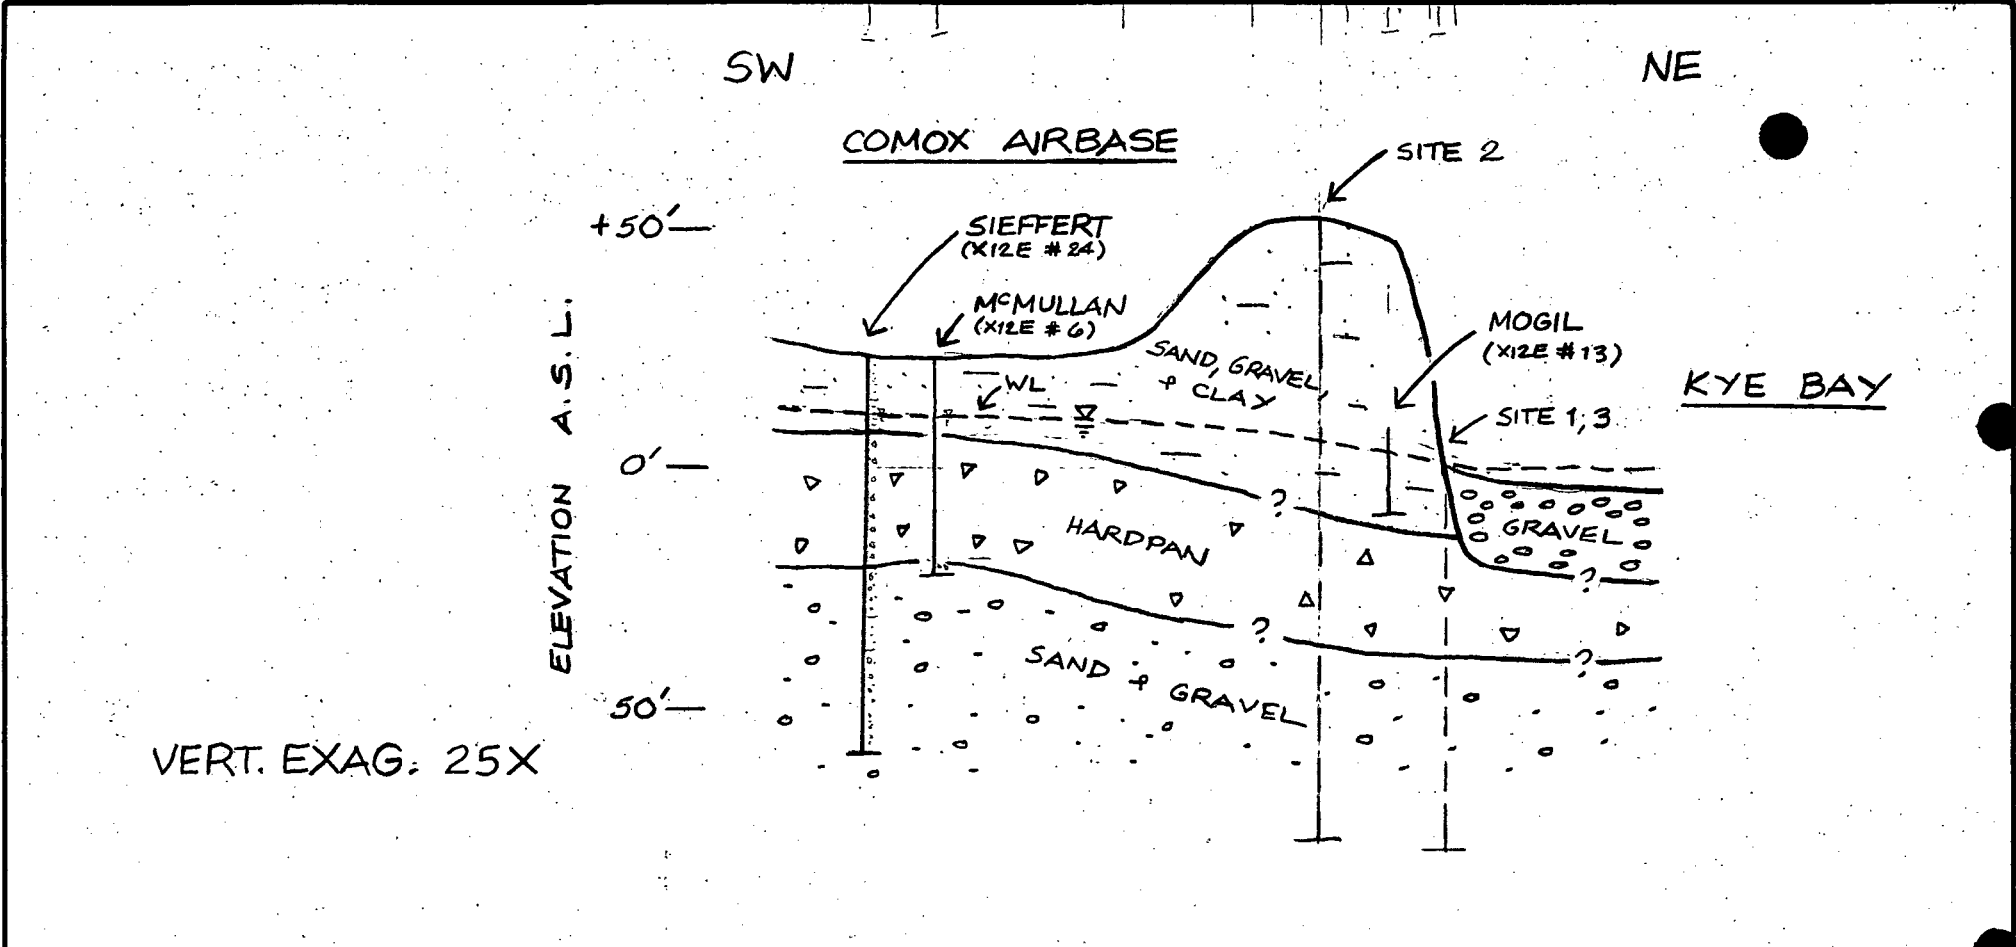 SW
NE
COMOX AIRBASE
SITE 2
+50'
SIEFFERT
(X12E #24)
McMULLAN
(X12E #6)
MOGIL
(X12E #13)
SAND, GRAVEL,
+ CLAY
WL
KYE BAY
SITE 1, 3
0'
ELEVATION A.S.L.
?
GRAVEL
HARDPAN
?
?
SAND + GRAVEL
?
50'
VERT. EXAG. 25X